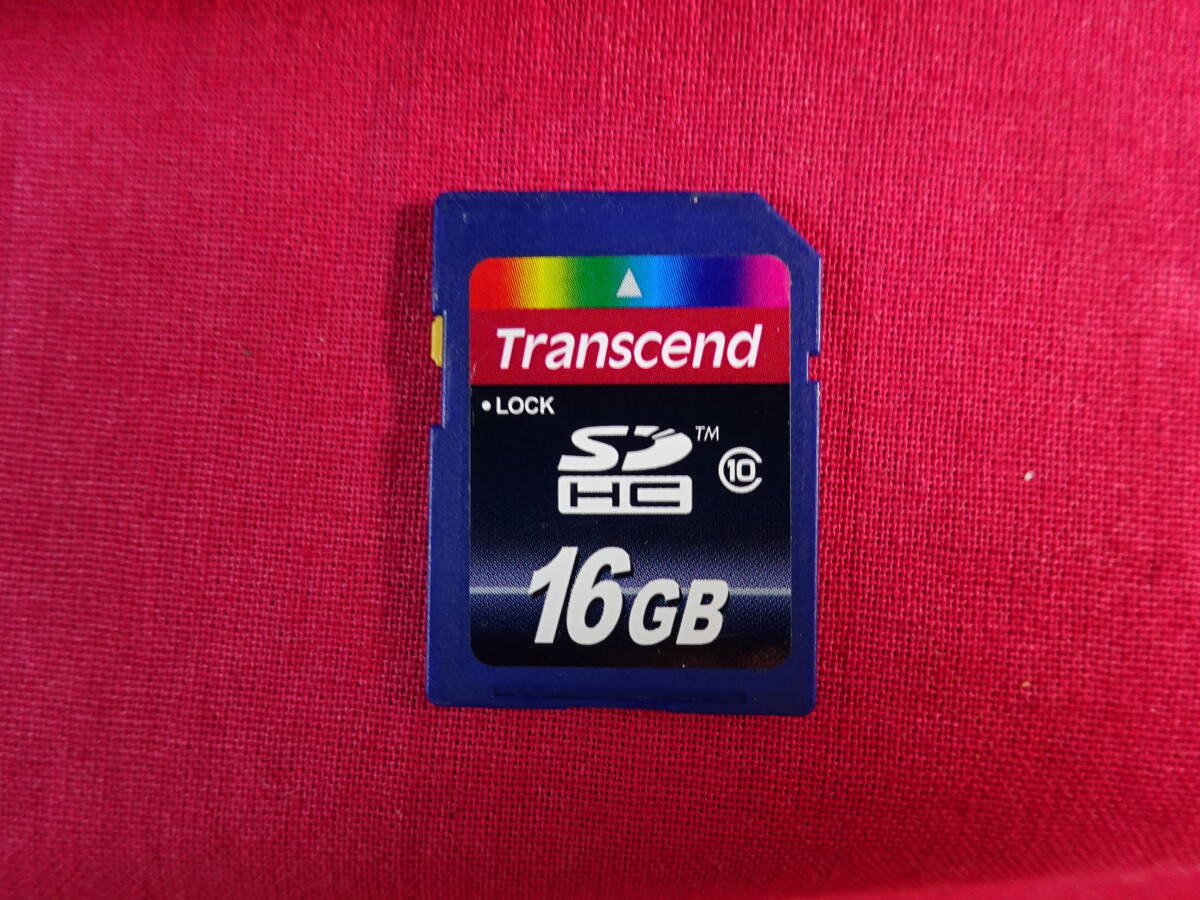 Transcend
• LOCK
SD™
HC
10
16GB